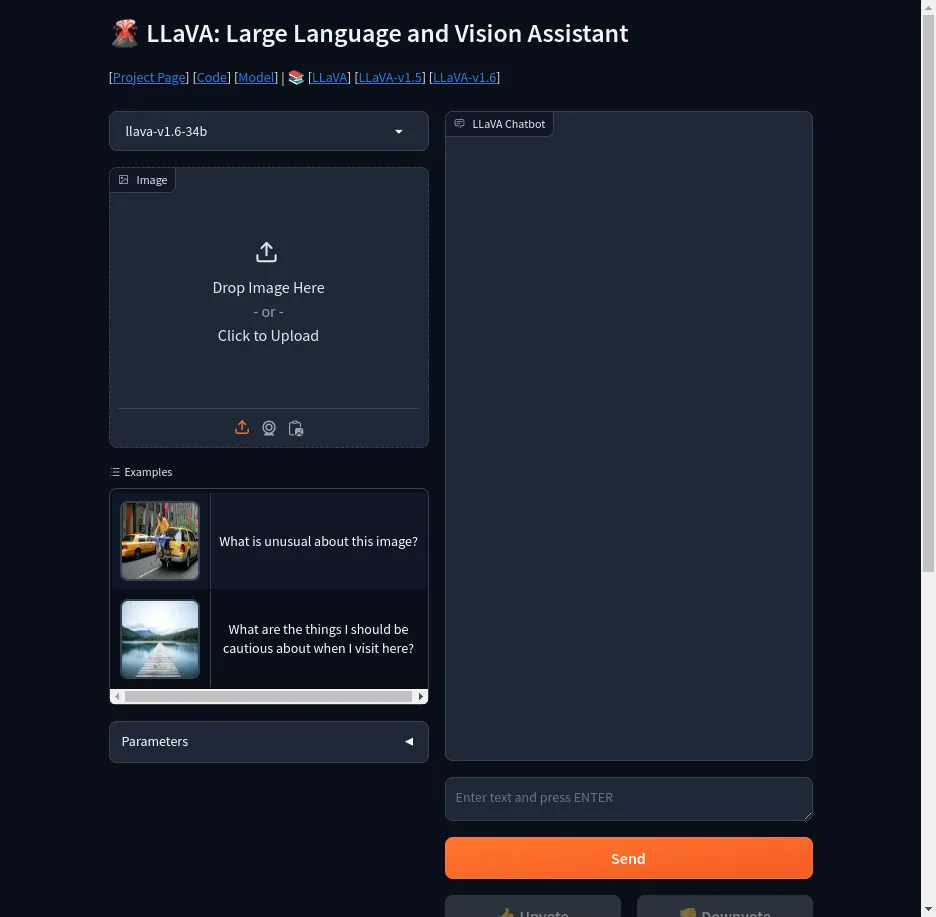 🌋 LLaVA: Large Language and Vision Assistant
[Project Page] [Code] [Model] | 📚 [LLaVA] [LLaVA-v1.5] [LLaVA-v1.6]
llava-v1.6-34b
Image
Drop Image Here
- or -
Click to Upload
Examples
What is unusual about this image?
What are the things I should be
cautious about when I visit here?
Parameters
LLaVA Chatbot
Enter text and press ENTER
Send
👍 Upvote
👎 Downvote